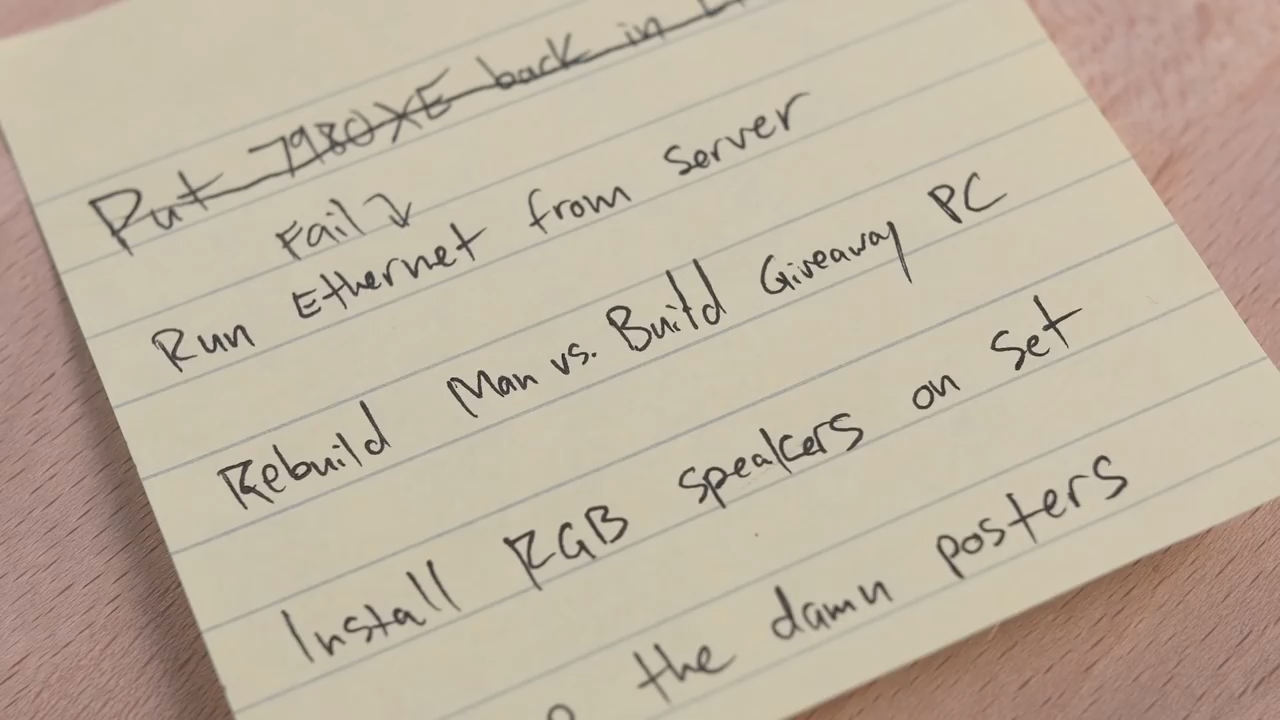 Put 7980XE back in
Fail ↴
Run Ethernet from server
Rebuild Man vs. Build Giveaway PC
Install RGB speakers on set
the damn posters